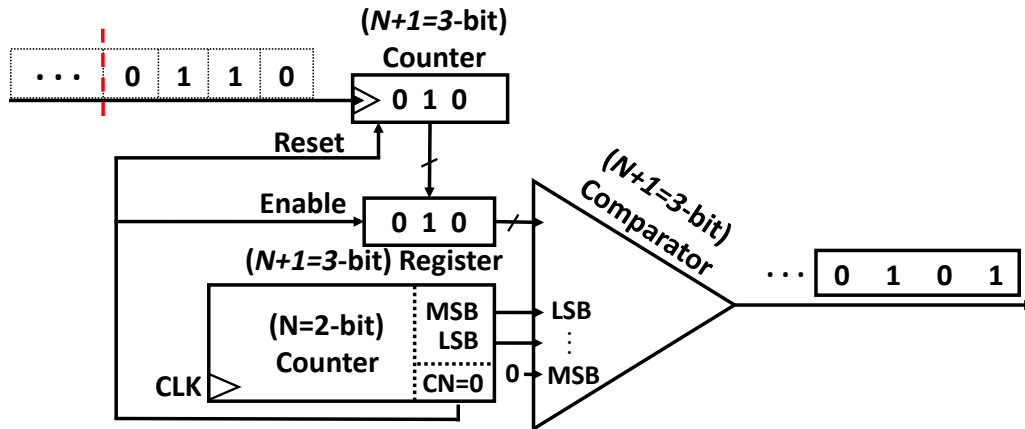 (N+1=3-bit)
Counter
··· 0 1 1 0
0 1 0
Reset
Enable
0 1 0
(N+1=3-bit) Register
(N+1=3-bit)
Comparator
··· 0 1 0 1
(N=2-bit)
Counter
MSB
LSB
CN=0
CLK
LSB
⋮
0
MSB